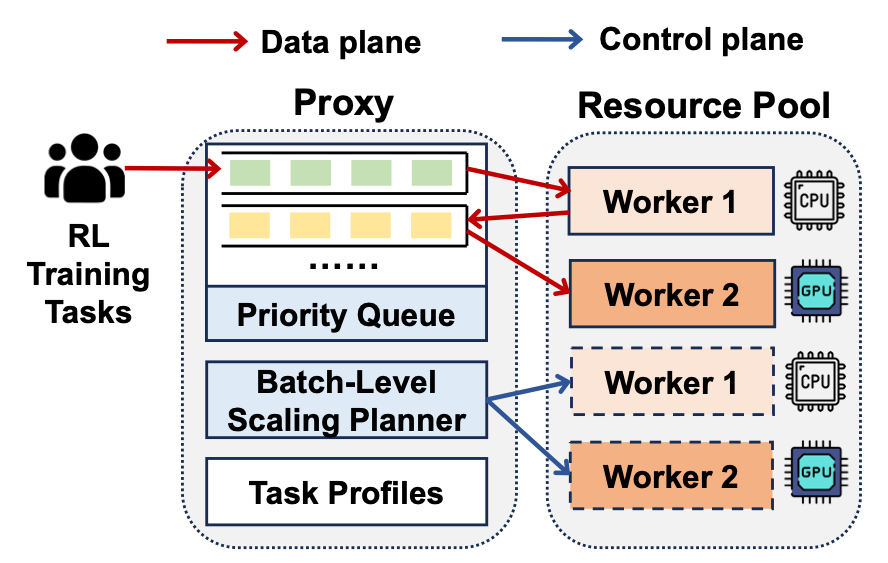 Data plane
Control plane
Proxy
Resource Pool
RL
Training
Tasks
......
Priority Queue
Batch-Level
Scaling Planner
Task Profiles
Worker 1
CPU
Worker 2
GPU
Worker 1
CPU
Worker 2
GPU